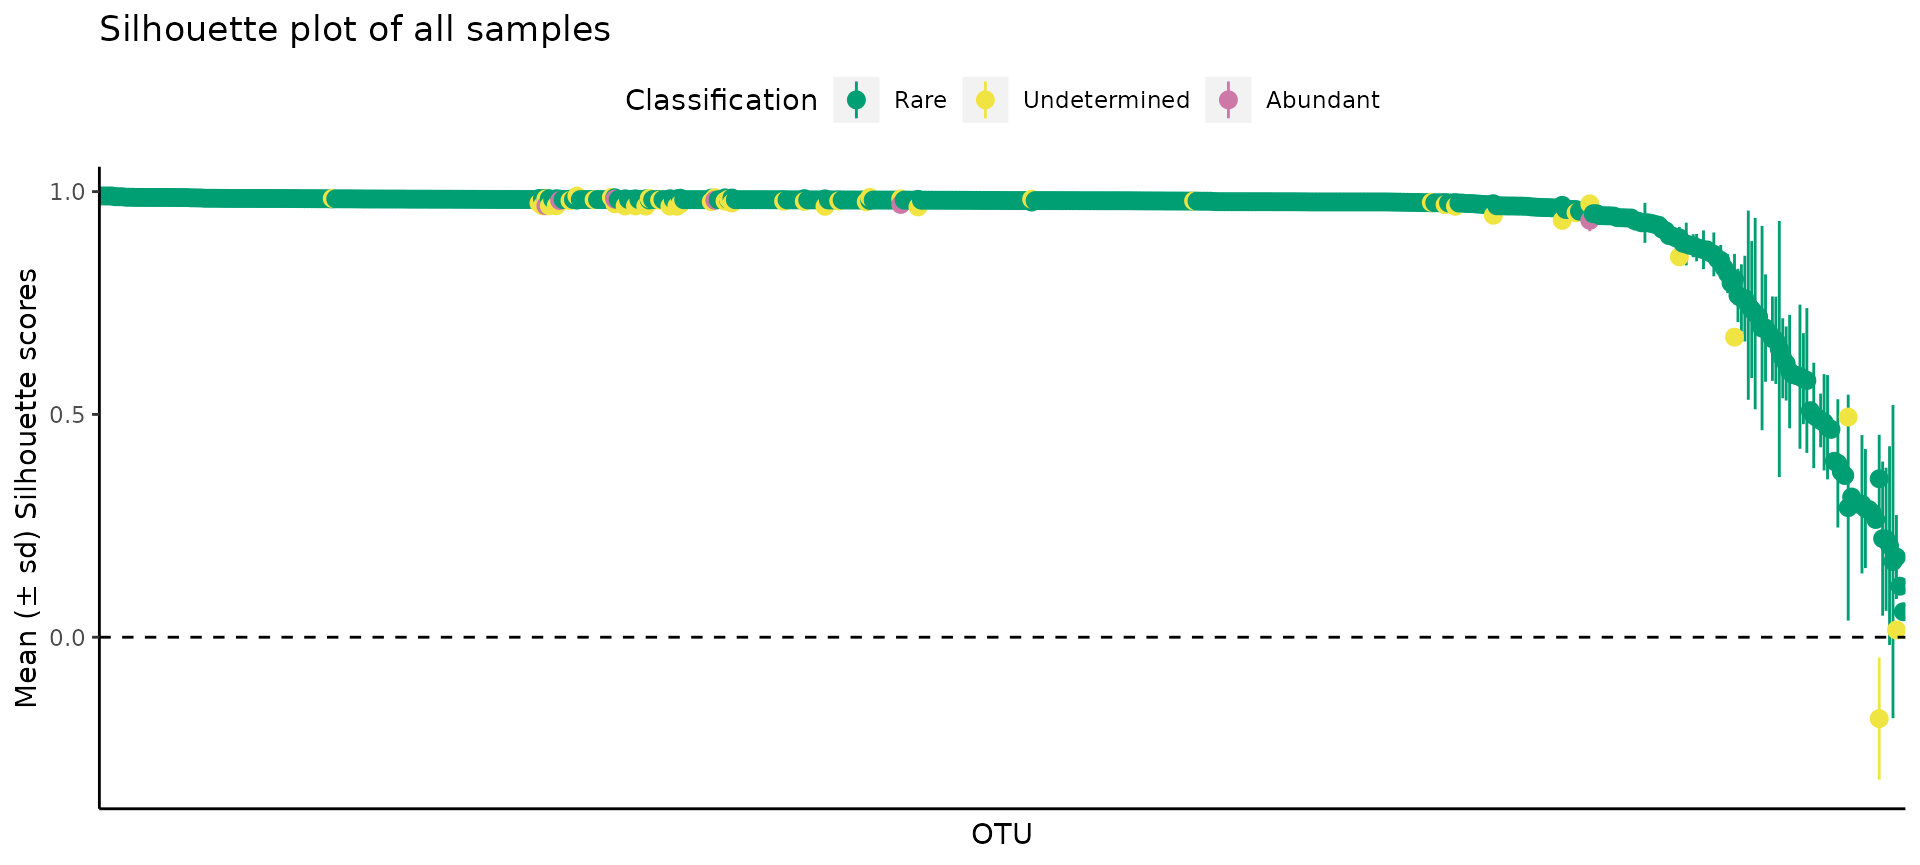 Silhouette plot of all samples
Classification Rare Undetermined Abundant
Mean (± sd) Silhouette scores
1.0
0.5
0.0
OTU